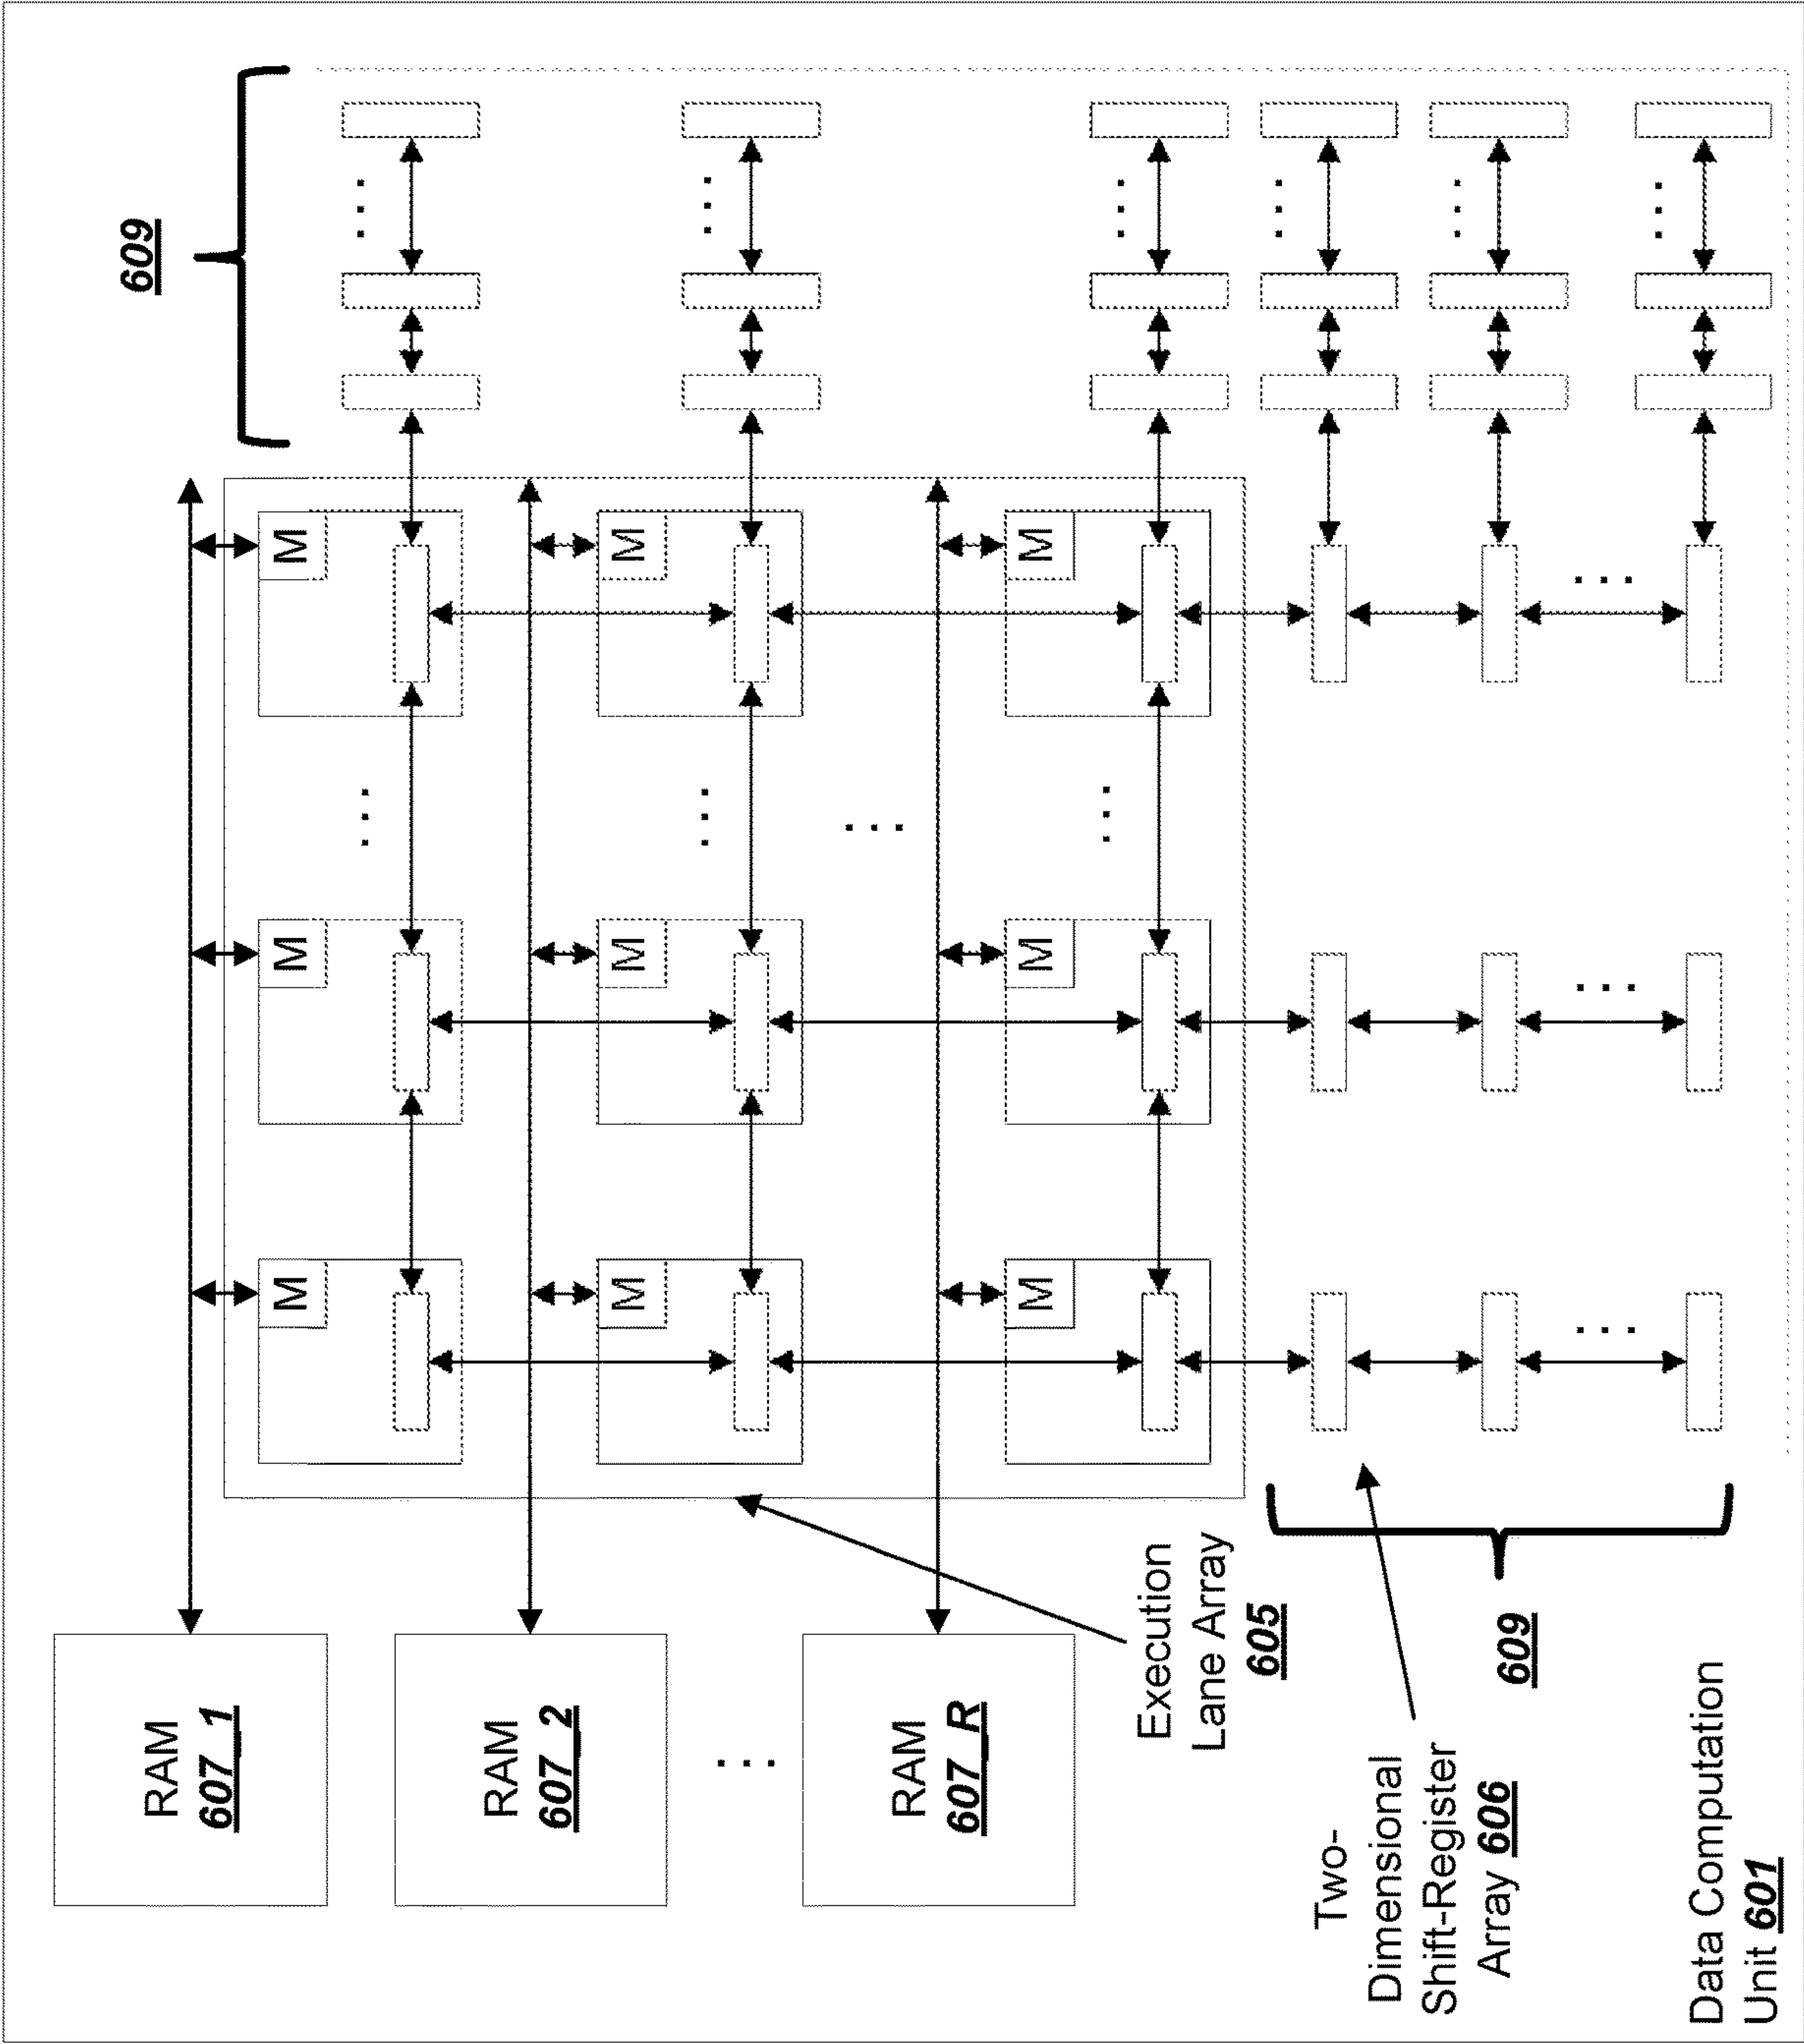 609
RAM
607_1
M
M
M
RAM
607_2
M
M
M
RAM
607_R
M
M
M
Execution
Lane Array
605
Two-
Dimensional
Shift-Register
Array 606
609
Data Computation
Unit 601